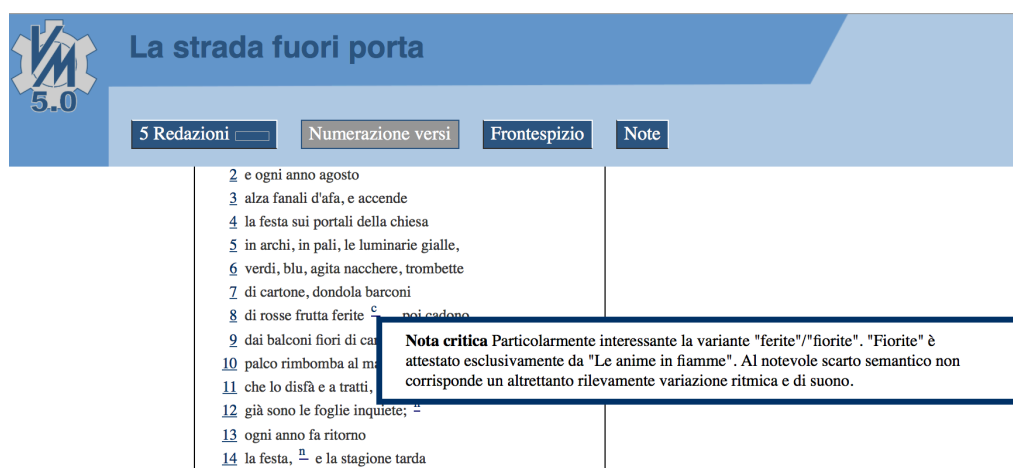 VM
5.0
La strada fuori porta
5 Redazioni
Numerazione versi
Frontespizio
Note
2 e ogni anno agosto
3 alza fanali d'afa, e accende
4 la festa sui portali della chiesa
5 in archi, in pali, le luminarie gialle,
6 verdi, blu, agita nacchere, trombette
7 di cartone, dondola barconi
8 di rosse frutta ferite c poi cadono
9 dai balconi fiori di car
10 palco rimbomba al ma
11 che lo disfà e a tratti,
12 già sono le foglie inquiete;
13 ogni anno fa ritorno
14 la festa, n e la stagione tarda
Nota critica Particolarmente interessante la variante "ferite"/"fiorite". "Fiorite" è
attestato esclusivamente da "Le anime in fiamme". Al notevole scarto semantico non
corrisponde un altrettanto rilevamente variazione ritmica e di suono.